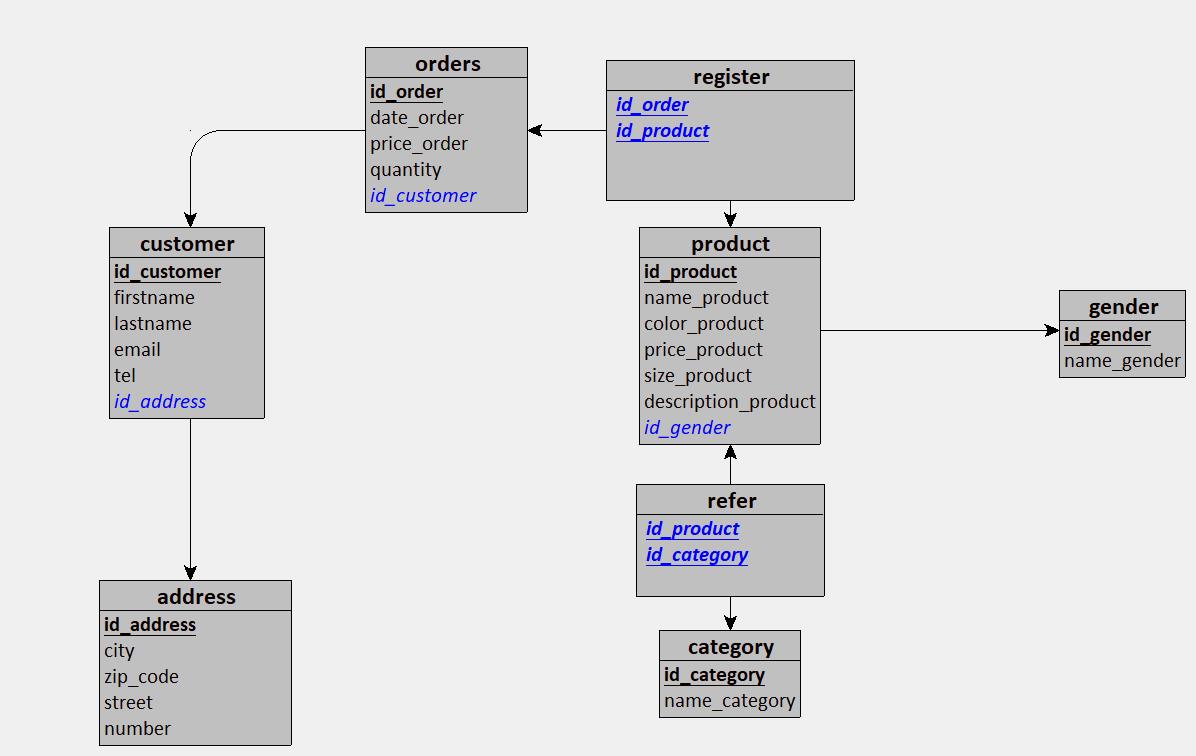 orders
id_order
date_order
price_order
quantity
id_customer
register
id_order
id_product
customer
id_customer
firstname
lastname
email
tel
id_address
product
id_product
name_product
color_product
price_product
size_product
description_product
id_gender
gender
id_gender
name_gender
refer
id_product
id_category
address
id_address
city
zip_code
street
number
category
id_category
name_category